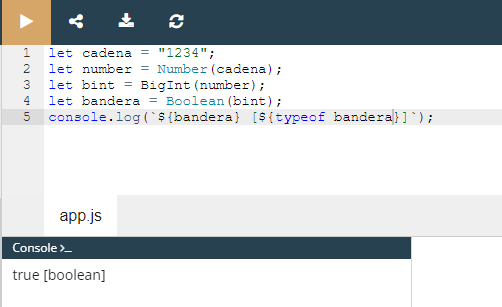 1 let cadena = "1234";
2 let number = Number(cadena);
3 let bint = BigInt(number);
4 let bandera = Boolean(bint);
5 console.log(`${bandera} [${typeof bandera}]`);
app.js
Console >_
true [boolean]